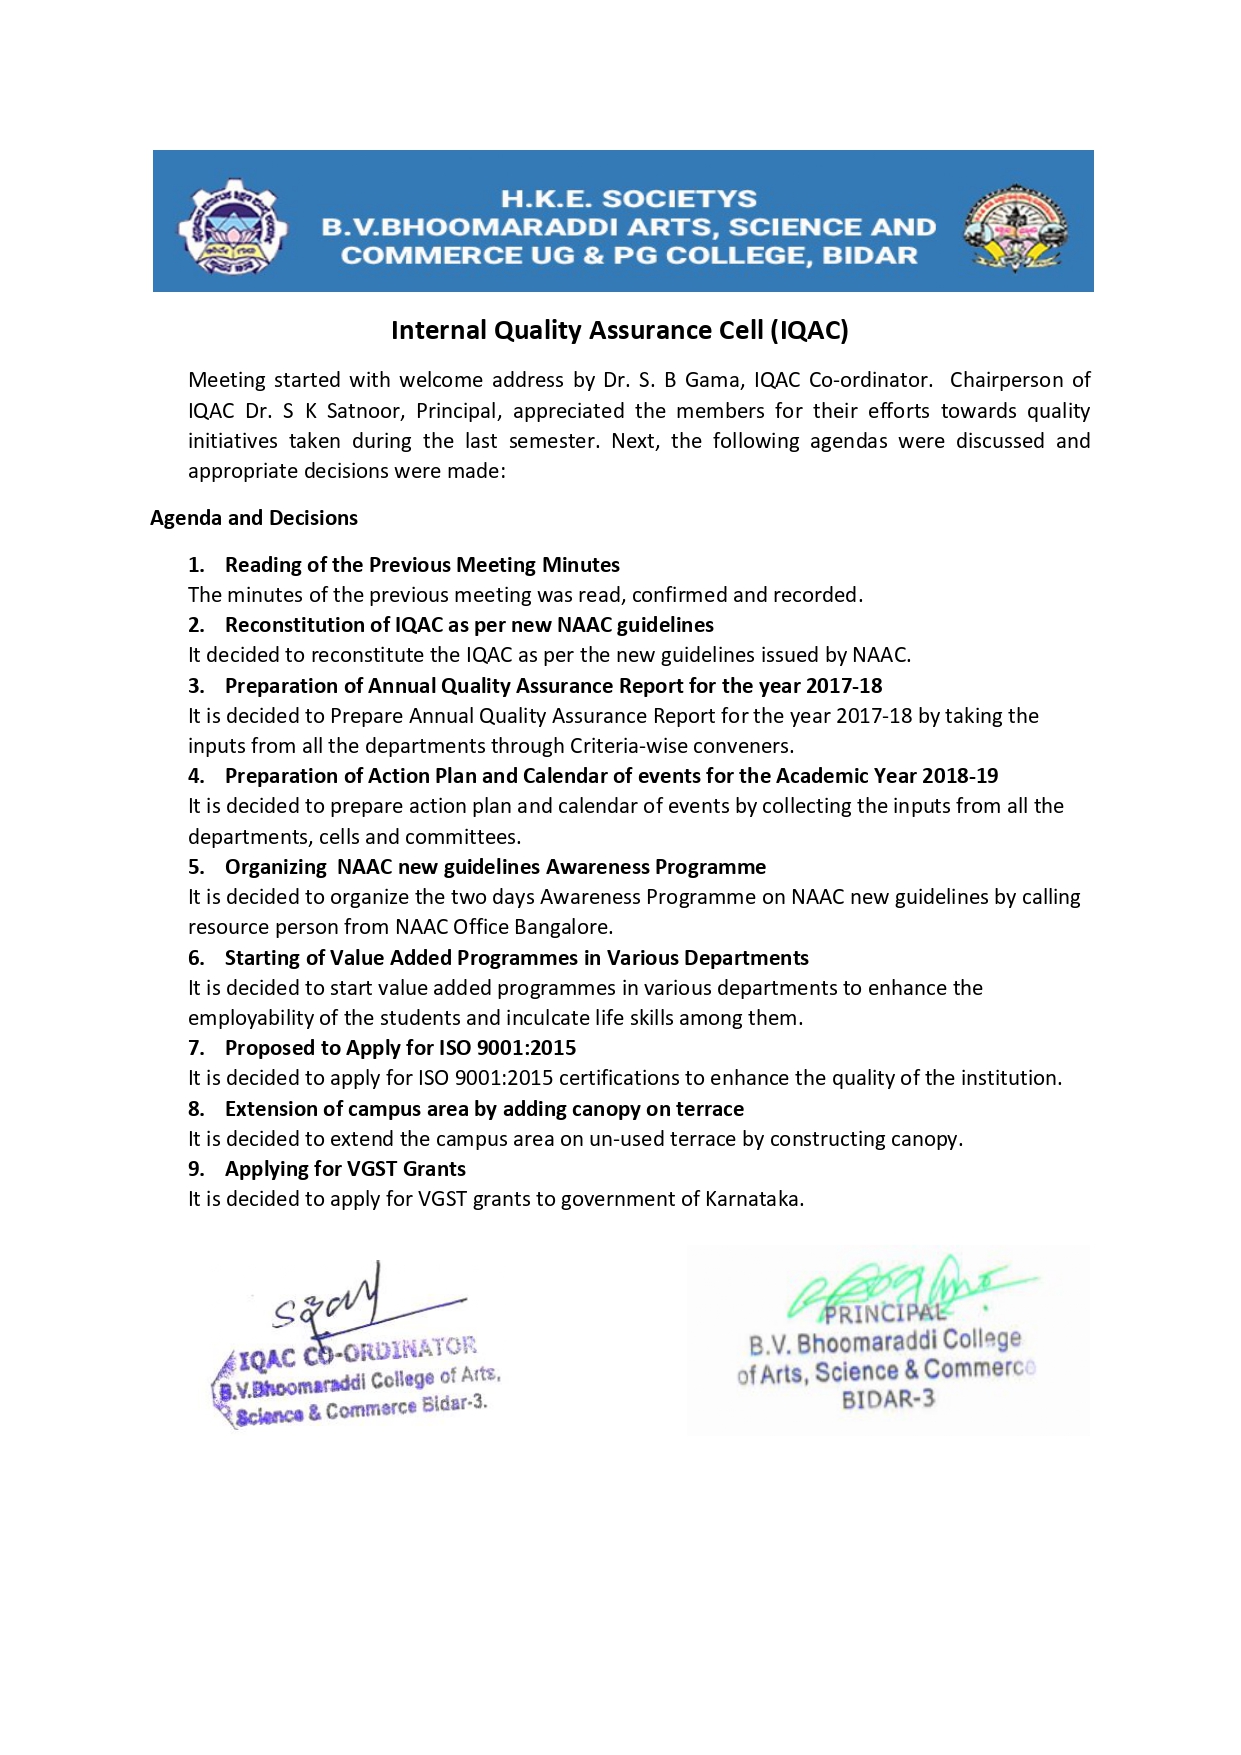 H.K.E. SOCIETYS
B.V.BHOOMARADDI ARTS, SCIENCE AND
COMMERCE UG & PG COLLEGE, BIDAR
Internal Quality Assurance Cell (IQAC)
Meeting started with welcome address by Dr. S. B Gama, IQAC Co-ordinator.  Chairperson of
IQAC Dr. S K Satnoor, Principal, appreciated the members for their efforts towards quality
initiatives taken during the last semester. Next, the following agendas were discussed and
appropriate decisions were made:
Agenda and Decisions
1. Reading of the Previous Meeting Minutes
The minutes of the previous meeting was read, confirmed and recorded.
2. Reconstitution of IQAC as per new NAAC guidelines
It decided to reconstitute the IQAC as per the new guidelines issued by NAAC.
3. Preparation of Annual Quality Assurance Report for the year 2017-18
It is decided to Prepare Annual Quality Assurance Report for the year 2017-18 by taking the
inputs from all the departments through Criteria-wise conveners.
4. Preparation of Action Plan and Calendar of events for the Academic Year 2018-19
It is decided to prepare action plan and calendar of events by collecting the inputs from all the
departments, cells and committees.
5. Organizing  NAAC new guidelines Awareness Programme
It is decided to organize the two days Awareness Programme on NAAC new guidelines by calling
resource person from NAAC Office Bangalore.
6. Starting of Value Added Programmes in Various Departments
It is decided to start value added programmes in various departments to enhance the
employability of the students and inculcate life skills among them.
7. Proposed to Apply for ISO 9001:2015
It is decided to apply for ISO 9001:2015 certifications to enhance the quality of the institution.
8. Extension of campus area by adding canopy on terrace
It is decided to extend the campus area on un-used terrace by constructing canopy.
9. Applying for VGST Grants
It is decided to apply for VGST grants to government of Karnataka.
IQAC CO-ORDINATOR
B.V.Bhoomaraddi College of Arts,
Science & Commerce Bidar-3.
PRINCIPAL
B.V. Bhoomaraddi College
of Arts, Science & Commerce
BIDAR-3